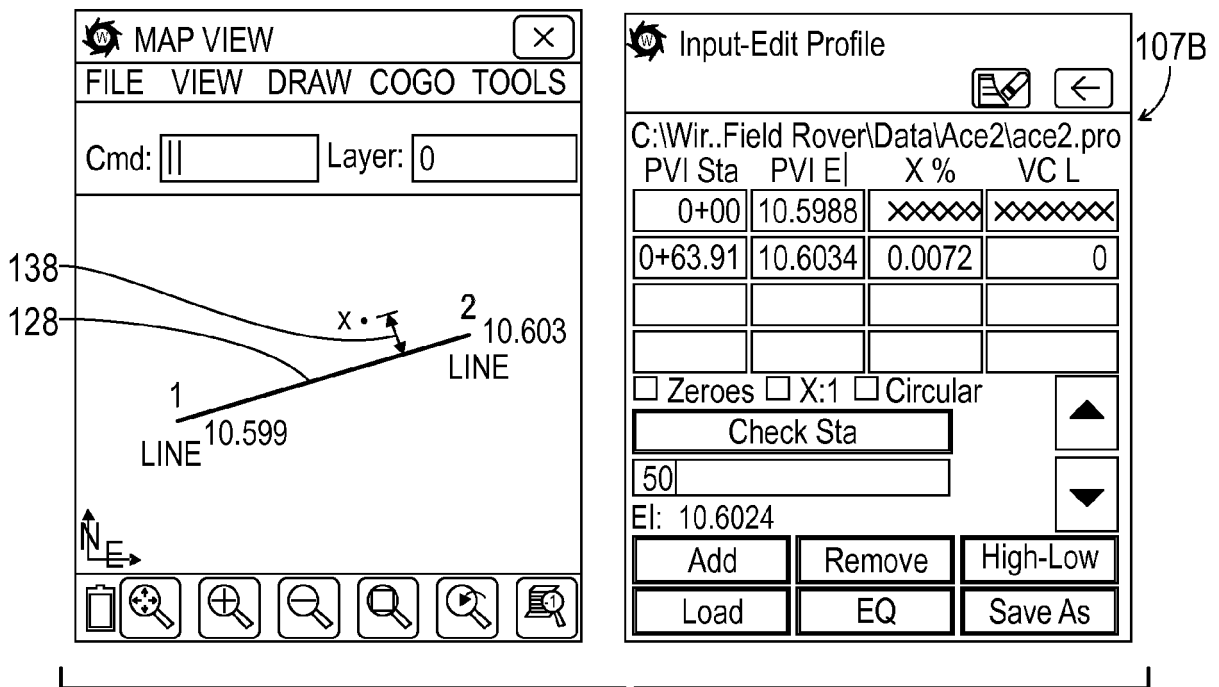 W MAP VIEW
FILE VIEW DRAW COGO TOOLS
Cmd: || Layer: 0
138
128
X
2
10.603
LINE
1
10.599
LINE
N
E
-1
W Input-Edit Profile
107B
C:\Wir..Field Rover\Data\Ace2\ace2.pro
PVI Sta PVI E| X % VC L
0+00 10.5988 XXXXXX XXXXXXX
0+63.91 10.6034 0.0072 0
Zeroes X:1 Circular
Check Sta
50
El: 10.6024
Add Remove High-Low
Load EQ Save As